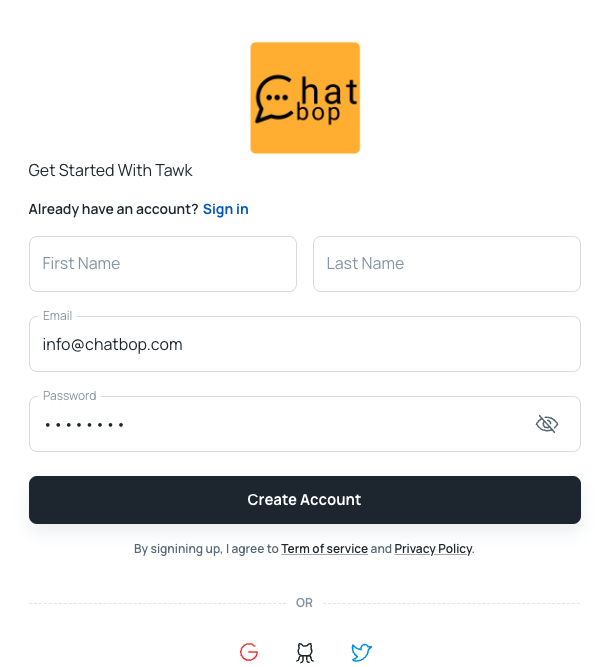 Chat
bop
Get Started With Tawk
Already have an account? Sign in
First Name
Last Name
Email
info@chatbop.com
Password
••••••••
Create Account
By signining up, I agree to Term of service and Privacy Policy.
OR